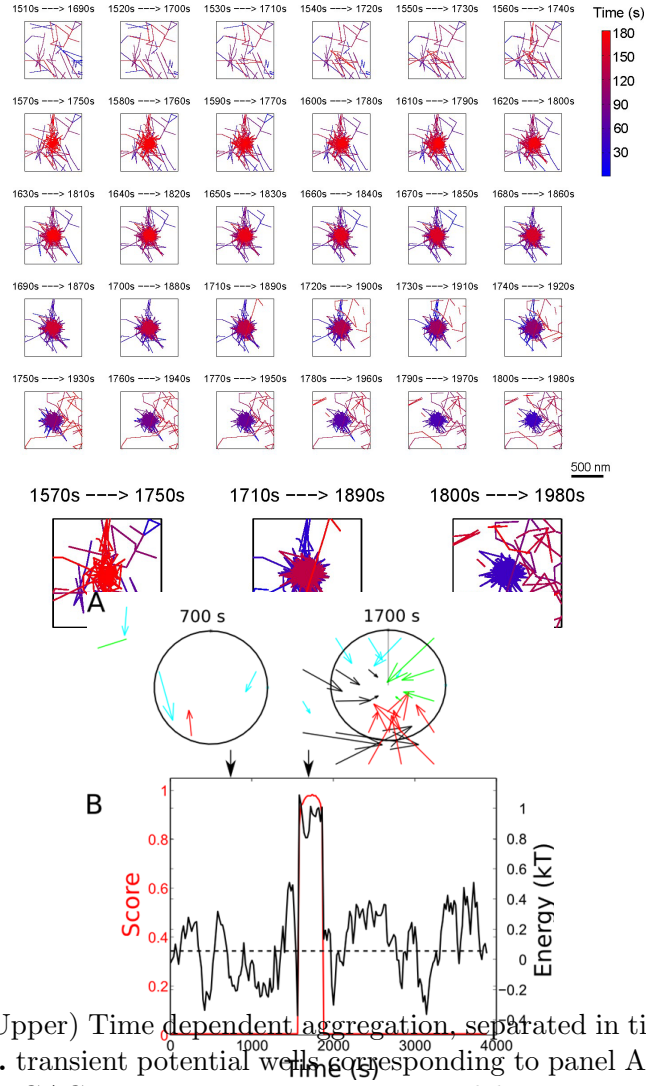 1510s ---> 1690s 1520s ---> 1700s 1530s ---> 1710s 1540s ---> 1720s 1550s ---> 1730s 1560s ---> 1740s
Time (s)
180
150
120
90
60
30
1570s ---> 1750s 1580s ---> 1760s 1590s ---> 1770s 1600s ---> 1780s 1610s ---> 1790s 1620s ---> 1800s
1630s ---> 1810s 1640s ---> 1820s 1650s ---> 1830s 1660s ---> 1840s 1670s ---> 1850s 1680s ---> 1860s
1690s ---> 1870s 1700s ---> 1880s 1710s ---> 1890s 1720s ---> 1900s 1730s ---> 1910s 1740s ---> 1920s
1750s ---> 1930s 1760s ---> 1940s 1770s ---> 1950s 1780s ---> 1960s 1790s ---> 1970s 1800s ---> 1980s
500 nm
1570s ---> 1750s 1710s ---> 1890s 1800s ---> 1980s
A
700 s 1700 s
B
Score
1
0.8
0.6
0.4
0.2
0
Energy (kT)
1
0.8
0.6
0.4
0.2
0
−0.2
−0.4
1000 2000 3000 4000
Time (s)
Upper) Time dependent aggregation, separated in ti
. transient potential wells corresponding to panel A